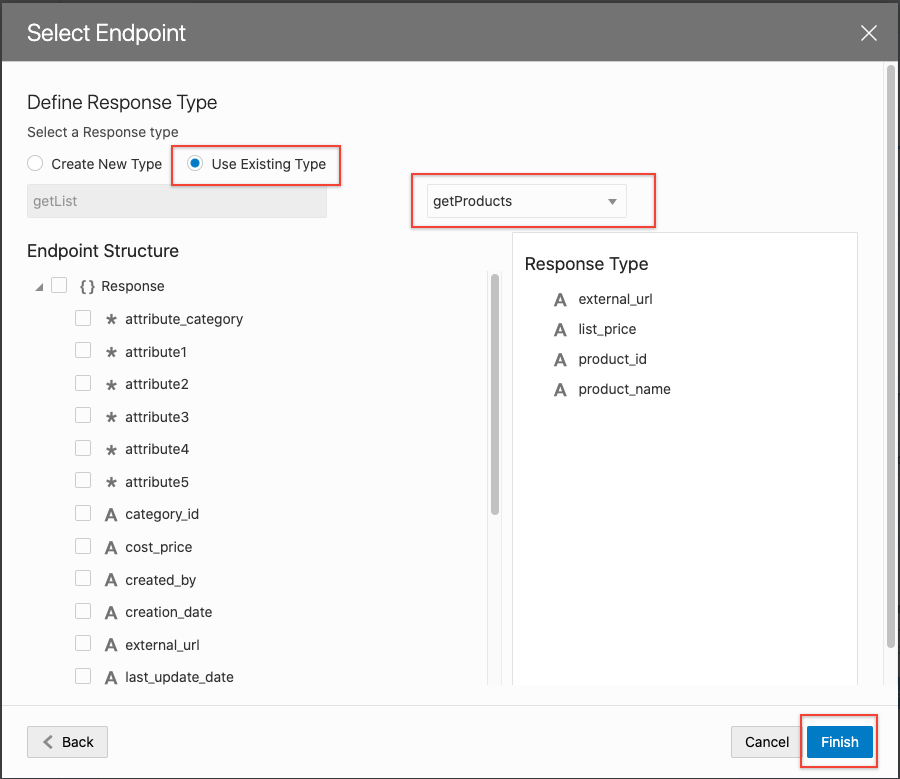 Select Endpoint
Define Response Type
Select a Response type
Create New Type
Use Existing Type
getList
getProducts
Endpoint Structure
{ } Response
* attribute_category
* attribute1
* attribute2
* attribute3
* attribute4
* attribute5
A category_id
A cost_price
A created_by
A creation_date
A external_url
A last_update_date
Response Type
A external_url
A list_price
A product_id
A product_name
Back
Cancel
Finish